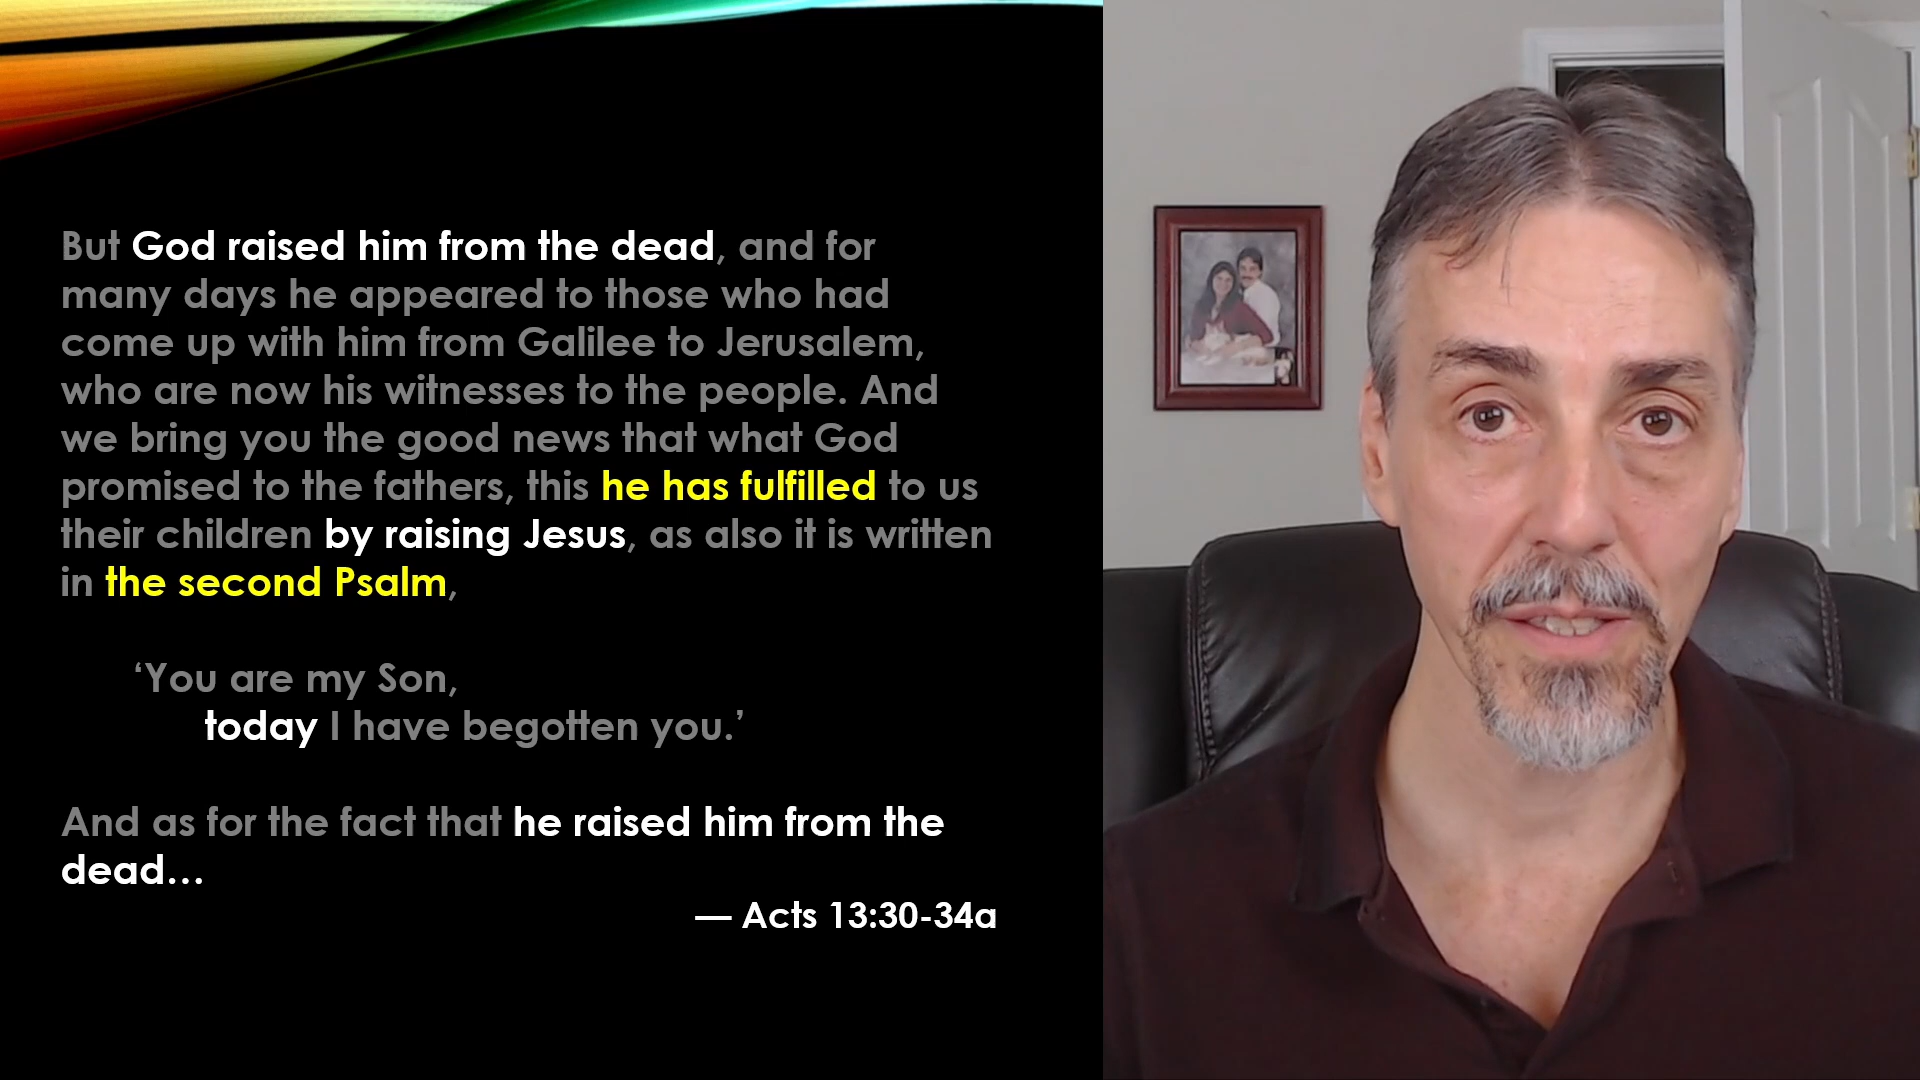 But God raised him from the dead, and for
many days he appeared to those who had
come up with him from Galilee to Jerusalem,
who are now his witnesses to the people. And
we bring you the good news that what God
promised to the fathers, this he has fulfilled to us
their children by raising Jesus, as also it is written
in the second Psalm,
‘You are my Son,
today I have begotten you.’
And as for the fact that he raised him from the
dead…
— Acts 13:30-34a